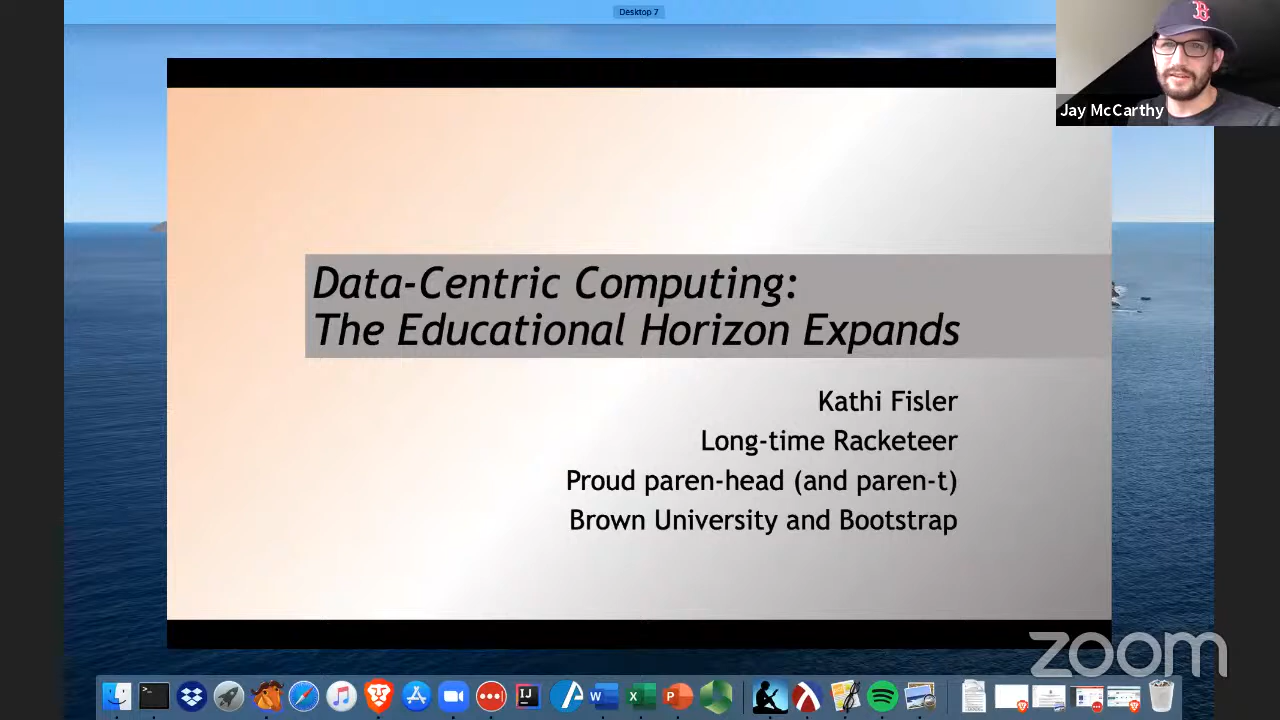 Desktop 7
B
Jay McCarthy
Data-Centric Computing:
The Educational Horizon Expands
Kathi Fisler
Long-time Racketeer
Proud paren-head (and paren-t)
Brown University and Bootstrap
zoom